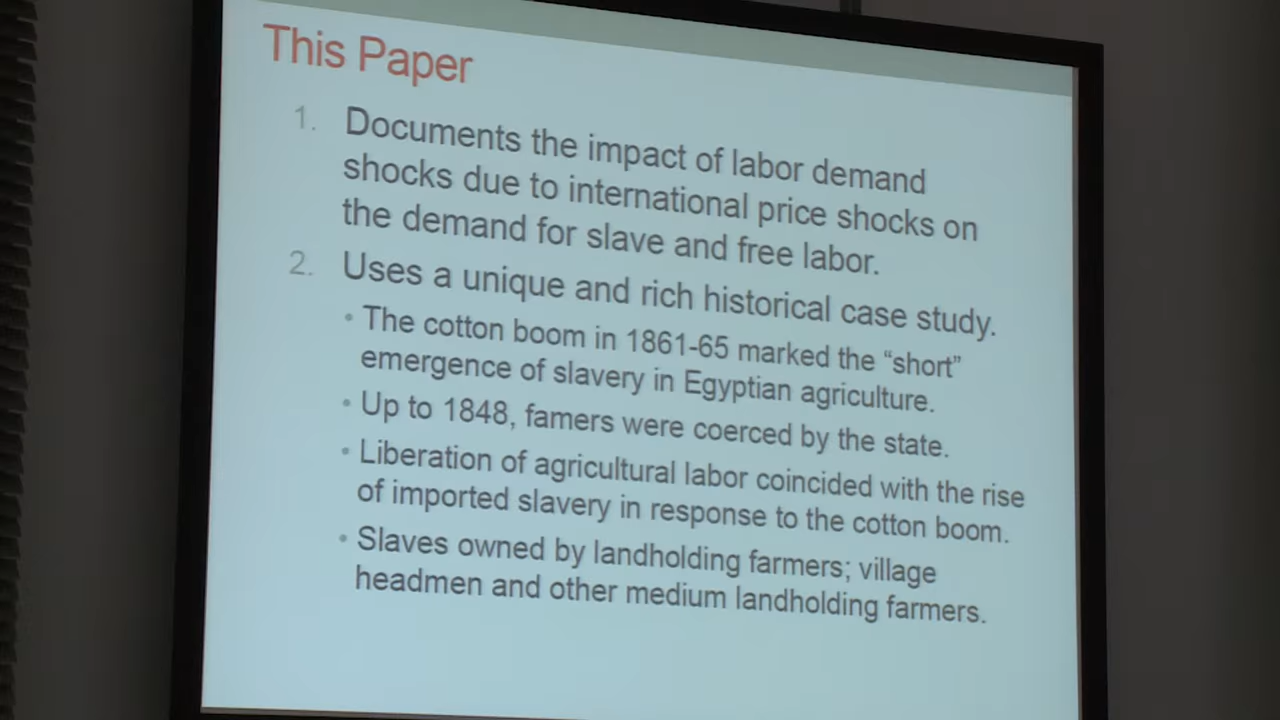 This Paper
1. Documents the impact of labor demand
shocks due to international price shocks on
the demand for slave and free labor.
2. Uses a unique and rich historical case study.
• The cotton boom in 1861-65 marked the “short”
emergence of slavery in Egyptian agriculture.
• Up to 1848, famers were coerced by the state.
• Liberation of agricultural labor coincided with the rise
of imported slavery in response to the cotton boom.
• Slaves owned by landholding farmers; village
headmen and other medium landholding farmers.